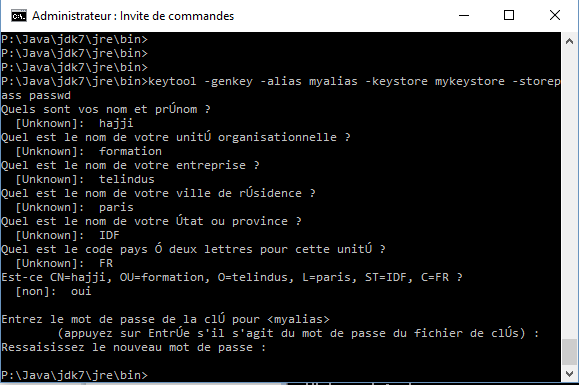 Administrateur : Invite de commandes
P:\Java\jdk7\jre\bin>
P:\Java\jdk7\jre\bin>
P:\Java\jdk7\jre\bin>
P:\Java\jdk7\jre\bin>keytool -genkey -alias myalias -keystore mykeystore -storep
ass passwd
Quels sont vos nom et prÚnom ?
[Unknown]:  hajji
Quel est le nom de votre unitÚ organisationnelle ?
[Unknown]:  formation
Quel est le nom de votre entreprise ?
[Unknown]:  telindus
Quel est le nom de votre ville de rÚsidence ?
[Unknown]:  paris
Quel est le nom de votre Útat ou province ?
[Unknown]:  IDF
Quel est le code pays Ó deux lettres pour cette unitÚ ?
[Unknown]:  FR
Est-ce CN=hajji, OU=formation, O=telindus, L=paris, ST=IDF, C=FR ?
[non]:  oui
Entrez le mot de passe de la clÚ pour <myalias>
(appuyez sur EntrÚe s'il s'agit du mot de passe du fichier de clÚs) :
Ressaisissez le nouveau mot de passe :
P:\Java\jdk7\jre\bin>